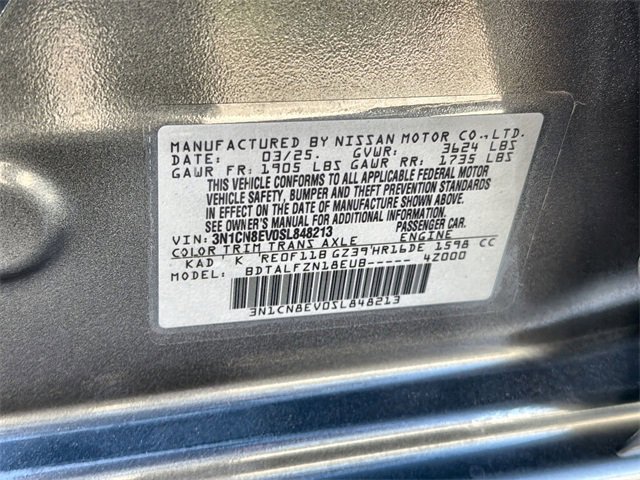 MANUFACTURED BY NISSAN MOTOR CO.,LTD.
DATE: 03/25. GVWR: 3624 LBS
GAWR FR: 1905 LBS GAWR RR: 1735 LBS
THIS VEHICLE CONFORMS TO ALL APPLICABLE FEDERAL MOTOR
VEHICLE SAFETY, BUMPER AND THEFT PREVENTION STANDARDS
IN EFFECT ON THE DATE OF MANUFACTURE SHOWN ABOVE.
SEE OWNER'S MANUAL FOR ADDITIONAL INFORMATION.
VIN: 3N1CN8EV0SL848213 PASSENGER CAR.
COLOR TRIM TRANS AXLE ENGINE
KAD K RE0F11B GZ39 HR16DE 1598 CC
MODEL: BDTALFZN18EUB----- 4Z000
3N1CN8EV0SL848213